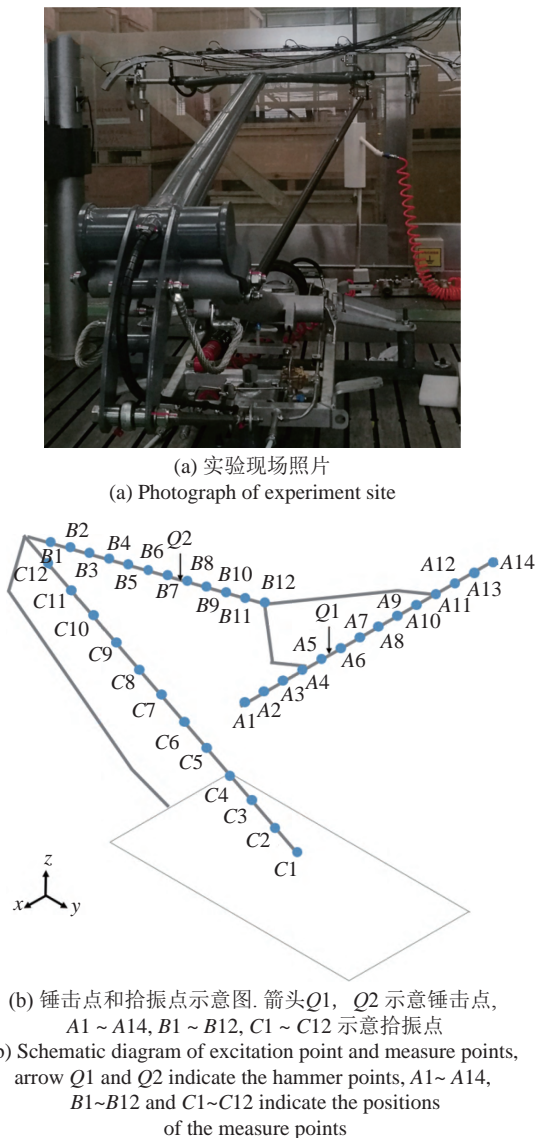 (a) 实验现场照片
(a) Photograph of experiment site
B2
B4
Q2
B6
B1
B8
C12
B3
B10
B5
A12
A14
B12
B7
C11
B9
A9
A13
B11
Q1
A11
C10
A7
A10
A5
A8
C9
A6
A4
C8
A3
A2
C7
A1
C6
C5
C4
C3
C2
C1
z
x
y
(b) 锤击点和拾振点示意图. 箭头Q1, Q2 示意锤击点,
A1 ~ A14, B1 ~ B12, C1 ~ C12 示意拾振点
b) Schematic diagram of excitation point and measure points,
arrow Q1 and Q2 indicate the hammer points, A1~ A14,
B1~B12 and C1~C12 indicate the positions
of the measure points